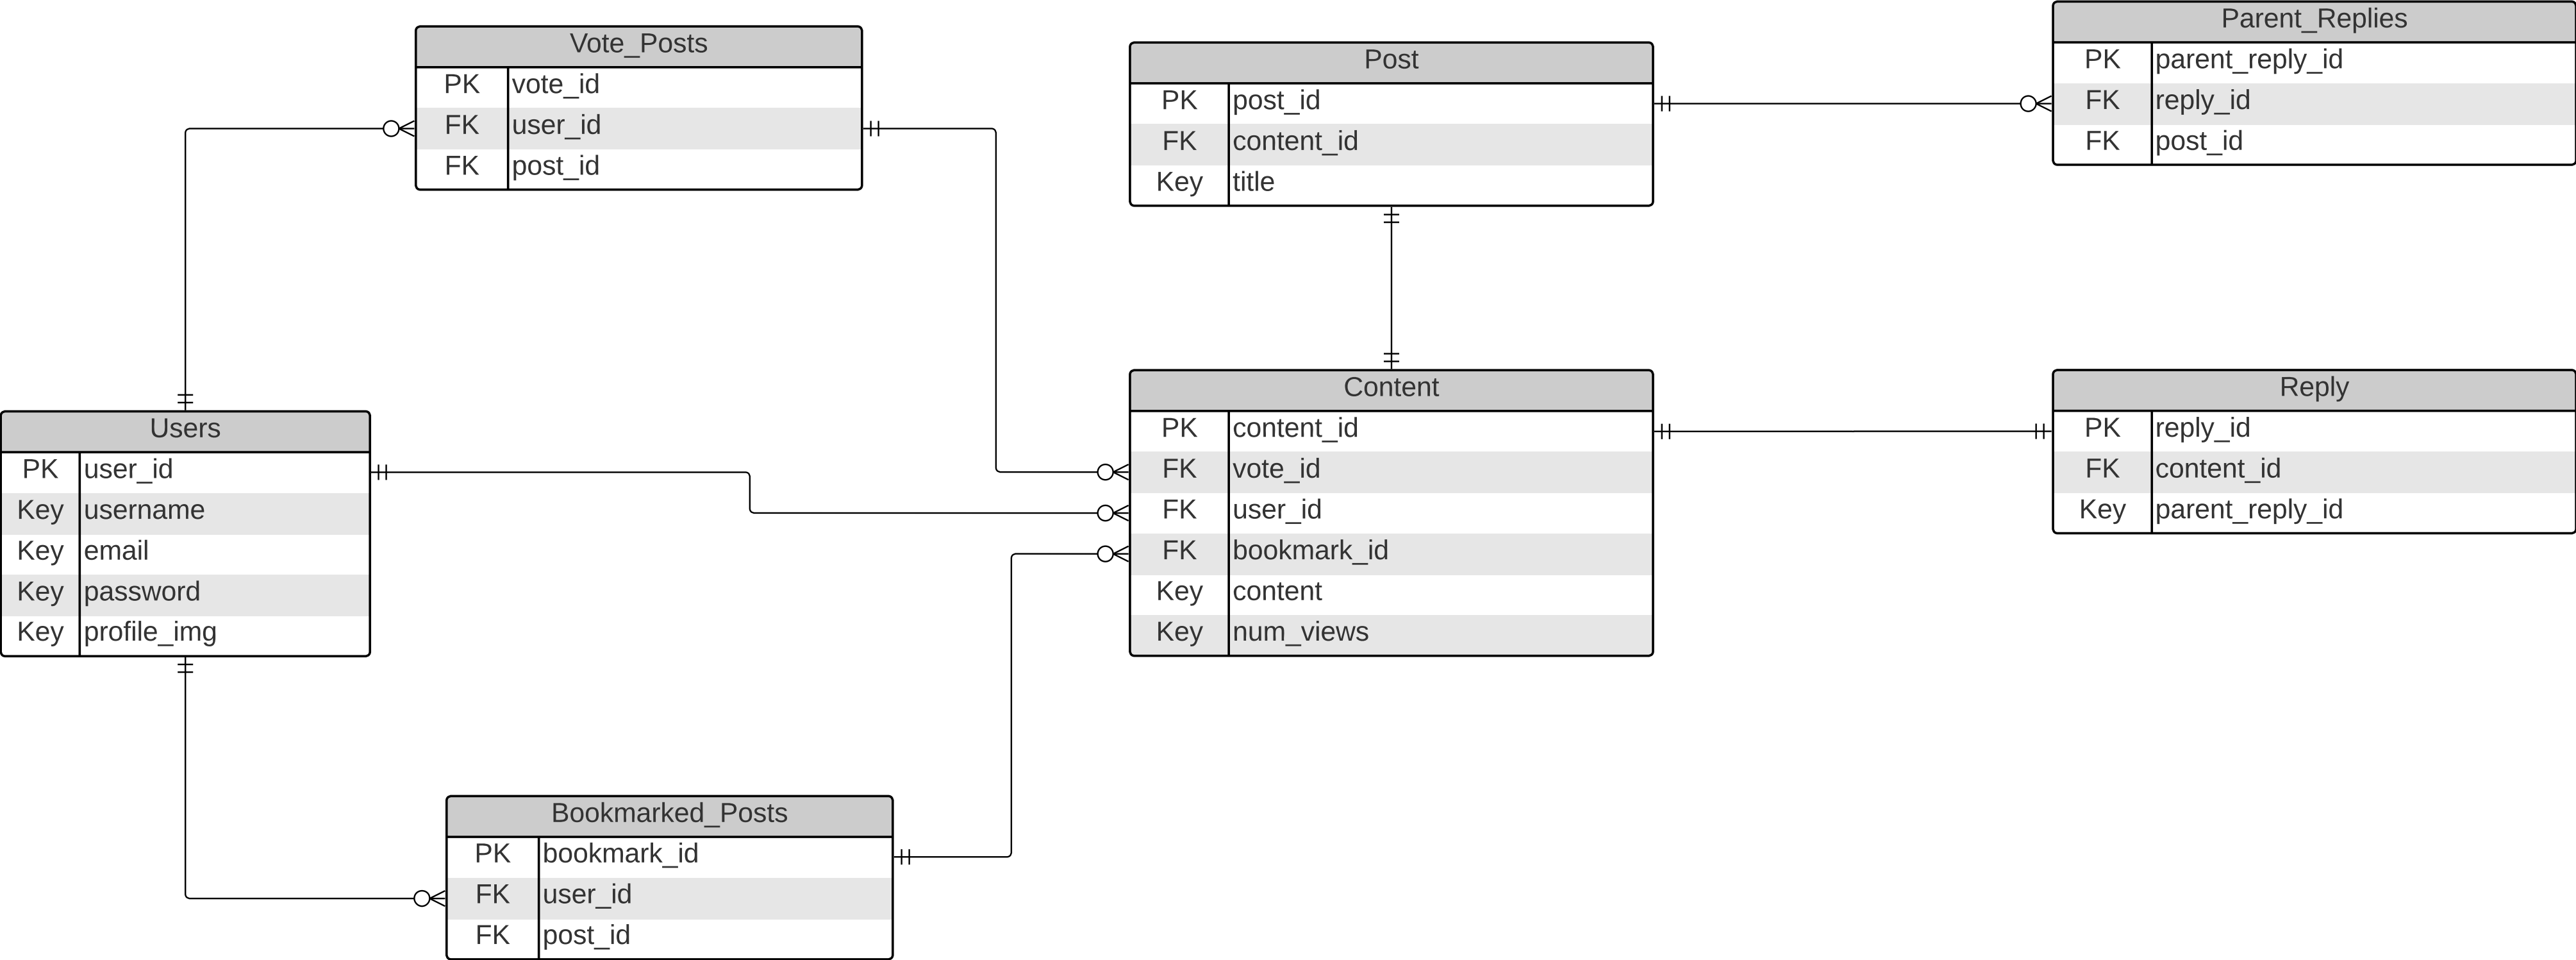 Vote_Posts
PK vote_id
FK user_id
FK post_id
Post
PK post_id
FK content_id
Key title
Parent_Replies
PK parent_reply_id
FK reply_id
FK post_id
Users
PK user_id
Key username
Key email
Key password
Key profile_img
Content
PK content_id
FK vote_id
FK user_id
FK bookmark_id
Key content
Key num_views
Reply
PK reply_id
FK content_id
Key parent_reply_id
Bookmarked_Posts
PK bookmark_id
FK user_id
FK post_id